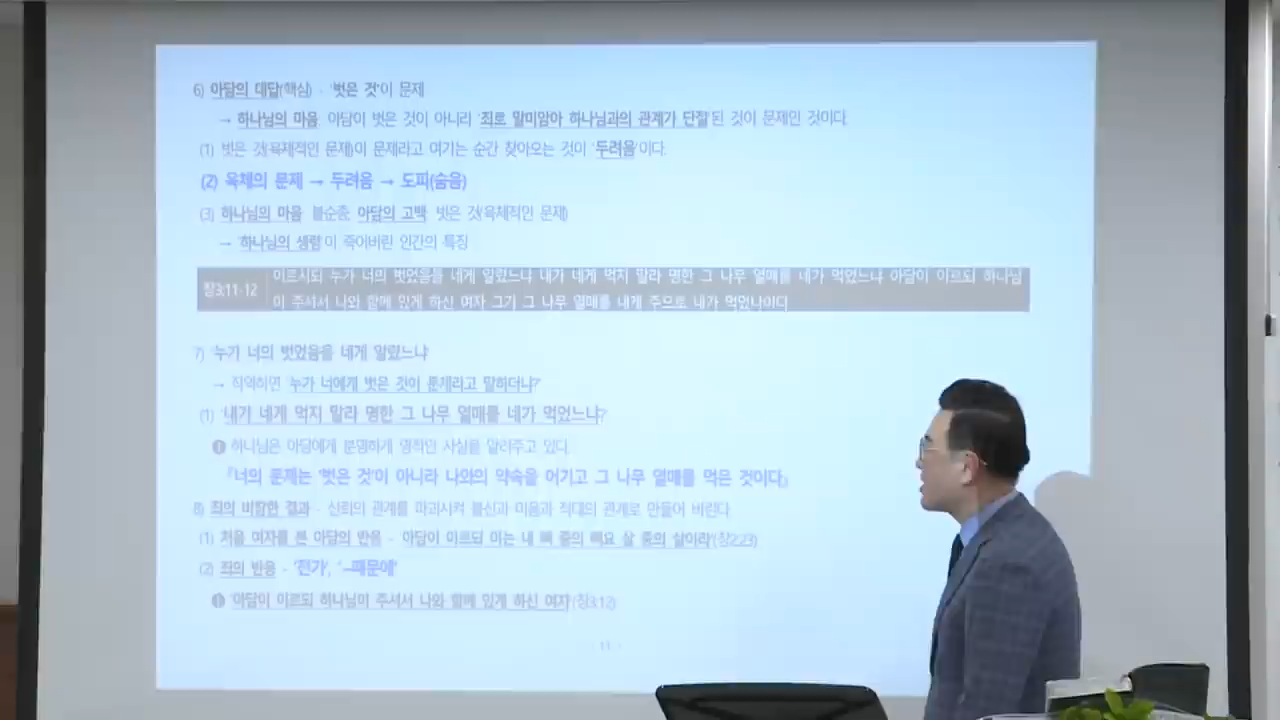 6) 아담의 대답(핵심) - '벗은 것'이 문제
→ 하나님의 마음 아담이 벗은 것이 아니라 '죄로 말미암아 하나님과의 관계가 단절'된 것이 문제인 것이다
(1) 벗은 것(육체적인 문제)이 문제라고 여기는 순간 찾아오는 것이 '두려움'이다.
(2) 육체의 문제 → 두려움 → 도피(숨음)
(3) 하나님의 마음 불순종, 아담의 고백 벗은 것(육체적인 문제)
→ '하나님의 생령'이 죽어버린 인간의 특징
창3:11-12 이르시되 누가 너의 벗었음을 네게 알렸느냐 내가 네게 먹지 말라 명한 그 나무 열매를 네가 먹었느냐 아담이 이르되 하나님
이 주셔서 나와 함께 있게 하신 여자 그가 그 나무 열매를 내게 주므로 내가 먹었나이다
7) 누가 너의 벗었음을 네게 알렸느냐
→ 직역하면 '누가 너에게 벗은 것이 문제라고 말하더냐?'
(1) '내가 네게 먹지 말라 명한 그 나무 열매를 네가 먹었느냐?'
❶ 하나님은 아담에게 분명하게 영적인 사실을 알려주고 있다.
『너의 문제는 '벗은 것'이 아니라 나와의 약속을 어기고 그 나무 열매를 먹은 것이다』
8) 죄의 비참한 결과 - 신뢰의 관계를 파괴시켜 불신과 미움과 적대의 관계로 만들어 버린다.
(1) 처음 여자를 본 아담의 반응 - '아담이 이르되 이는 내 뼈 중의 뼈요 살 중의 살이라'(창2:23)
(2) 죄의 반응 - '전가', '~때문에'
❶ '아담이 이르되 하나님이 주셔서 나와 함께 있게 하신 여자'(창3:12)
- 11 -